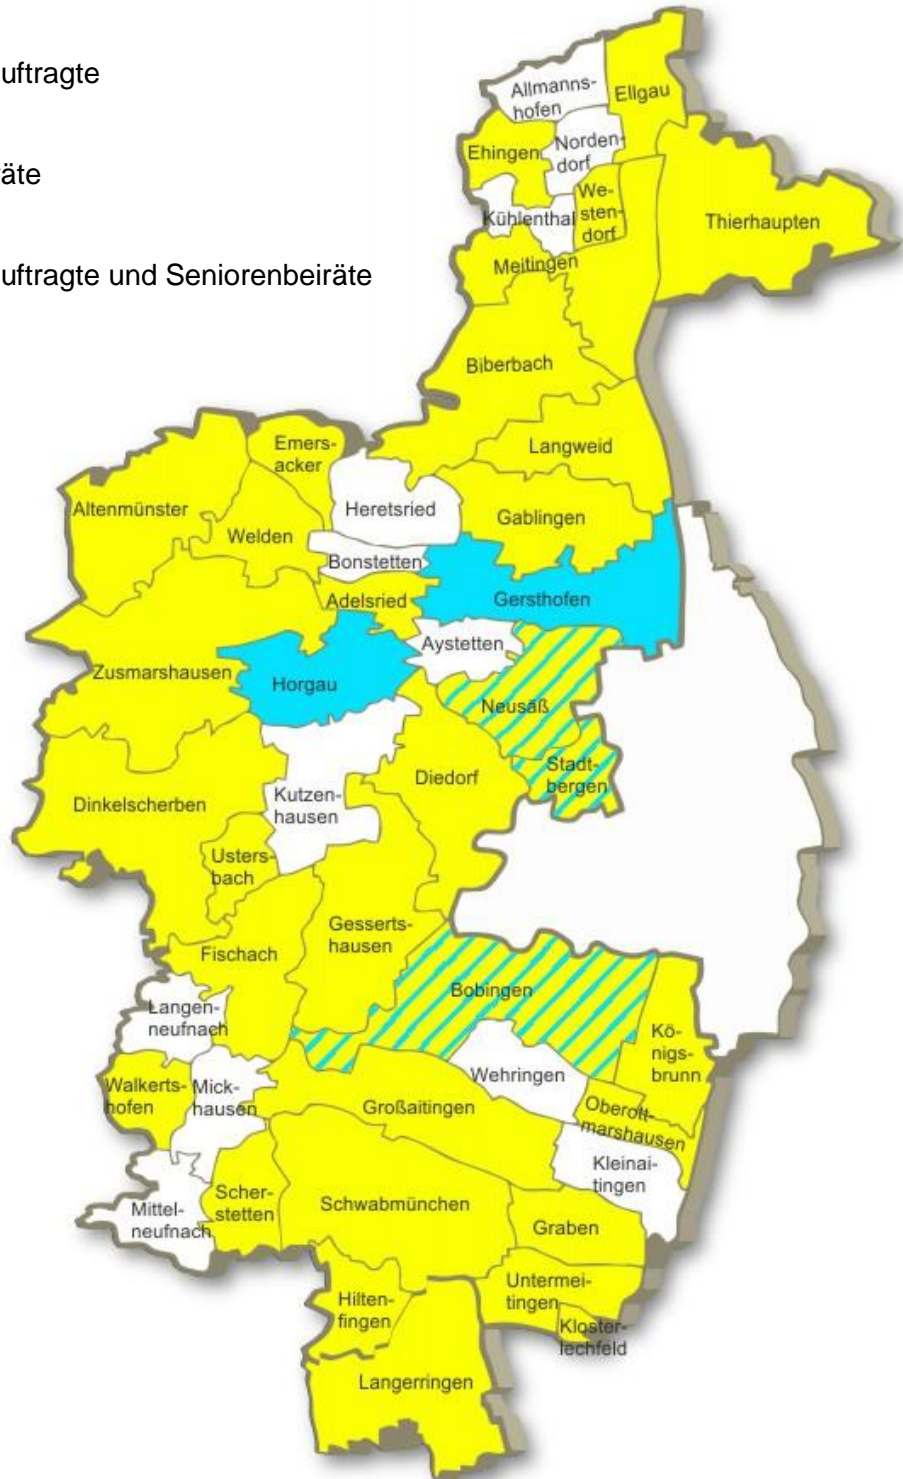 uftragte
äte
uftragte und Seniorenbeiräte
Allmanns-
hofen
Ellgau
Ehingen
Norden-
dorf
Kühlenthal
We-
sten-
dorf
Thierhaupten
Meitingen
Biberbach
Langweid
Emers-
acker
Altenmünster
Welden
Heretsried
Gablingen
Bonstetten
Adelsried
Gersthofen
Aystetten
Zusmarshausen
Horgau
Neusäß
Stadt-
bergen
Diedorf
Dinkelscherben
Kutzen-
hausen
Usters-
bach
Gesserts-
hausen
Fischach
Bobingen
Langen-
neufnach
Kö-
nigs-
brunn
Wehringen
Walkerts-
hofen
Mick-
hausen
Großaitingen
Oberott-
marshausen
Kleinai-
tingen
Mittel-
neufnach
Scher-
stetten
Schwabmünchen
Graben
Untermei-
tingen
Hilten-
fingen
Kloster-
lechfeld
Langerringen